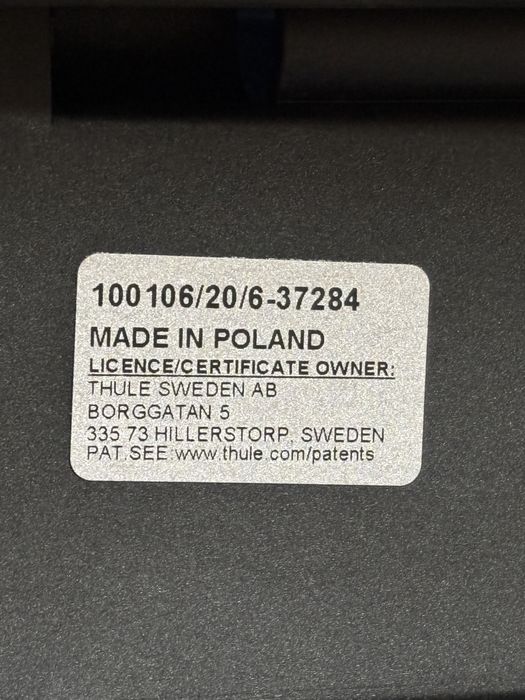 100106/20/6-37284
MADE IN POLAND
LICENCE/CERTIFICATE OWNER:
THULE SWEDEN AB
BORGGATAN 5
335 73 HILLERSTORP, SWEDEN
PAT.SEE:www.thule.com/patents